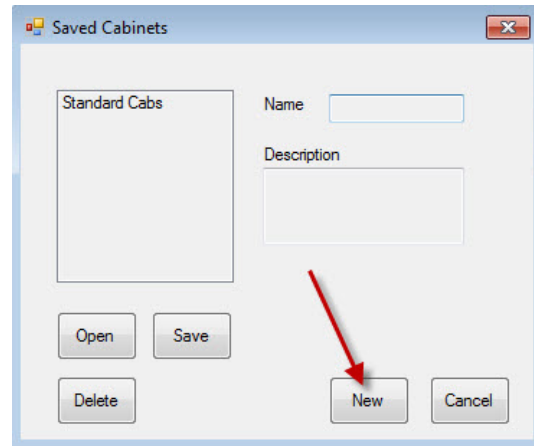 Saved Cabinets
Standard Cabs
Name
Description
Open
Save
Delete
New
Cancel